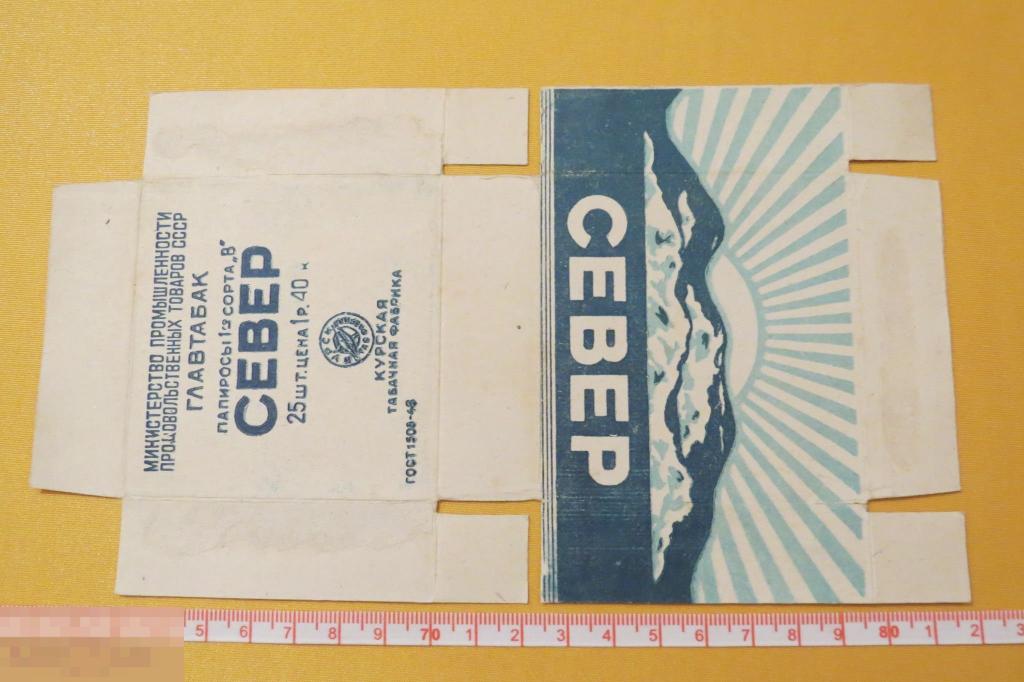 МИНИСТЕРСТВО ПРОМЫШЛЕННОСТИ
ПРОДОВОЛЬСТВЕННЫХ ТОВАРОВ СССР
ГЛАВТАБАК
ПАПИРОСЫ 1го СОРТА „В"
СЕВЕР
25 ШТ. ЦЕНА 1 Р. 40 к
КУРСКАЯ
ТАБАЧНАЯ ФАБРИКА
ГОСТ 1505-48
СЕВЕР
5 6 7 8 9 70 1 2 3 4 5 6 7 8 9 80 1 2 3